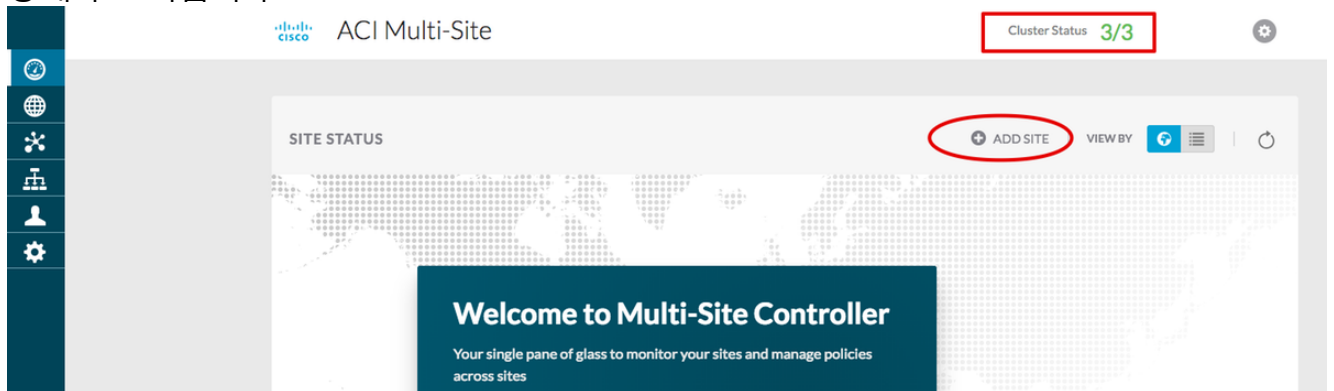 cisco
ACI Multi-Site
Cluster Status 3/3
SITE STATUS
ADD SITE
VIEW BY
Welcome to Multi-Site Controller
Your single pane of glass to monitor your sites and manage policies
across sites